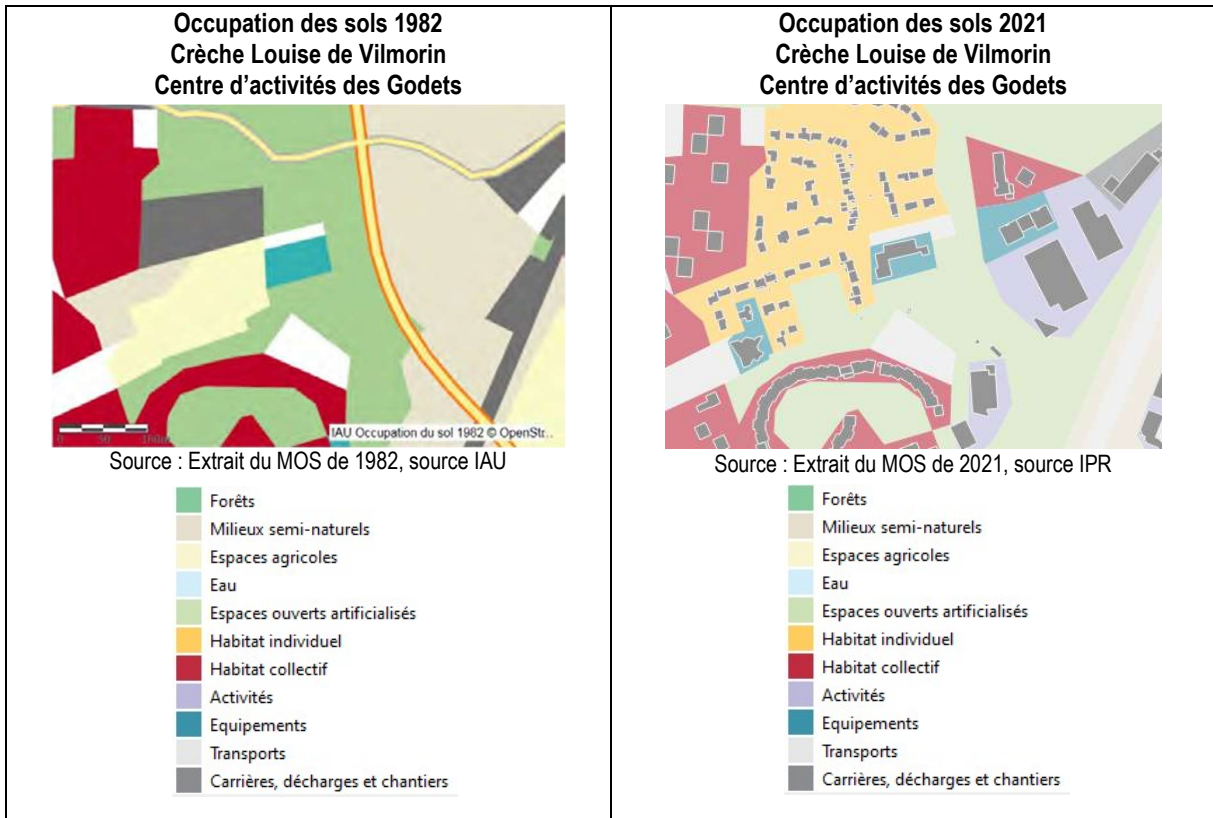 Occupation des sols 1982
Crèche Louise de Vilmorin
Centre d'activités des Godets
0 50 100m
IAU Occupation du sol 1982 © OpenStr...
Source : Extrait du MOS de 1982, source IAU
Forêts
Milieux semi-naturels
Espaces agricoles
Eau
Espaces ouverts artificialisés
Habitat individuel
Habitat collectif
Activités
Equipements
Transports
Carrières, décharges et chantiers
Occupation des sols 2021
Crèche Louise de Vilmorin
Centre d'activités des Godets
Source : Extrait du MOS de 2021, source IPR
Forêts
Milieux semi-naturels
Espaces agricoles
Eau
Espaces ouverts artificialisés
Habitat individuel
Habitat collectif
Activités
Equipements
Transports
Carrières, décharges et chantiers